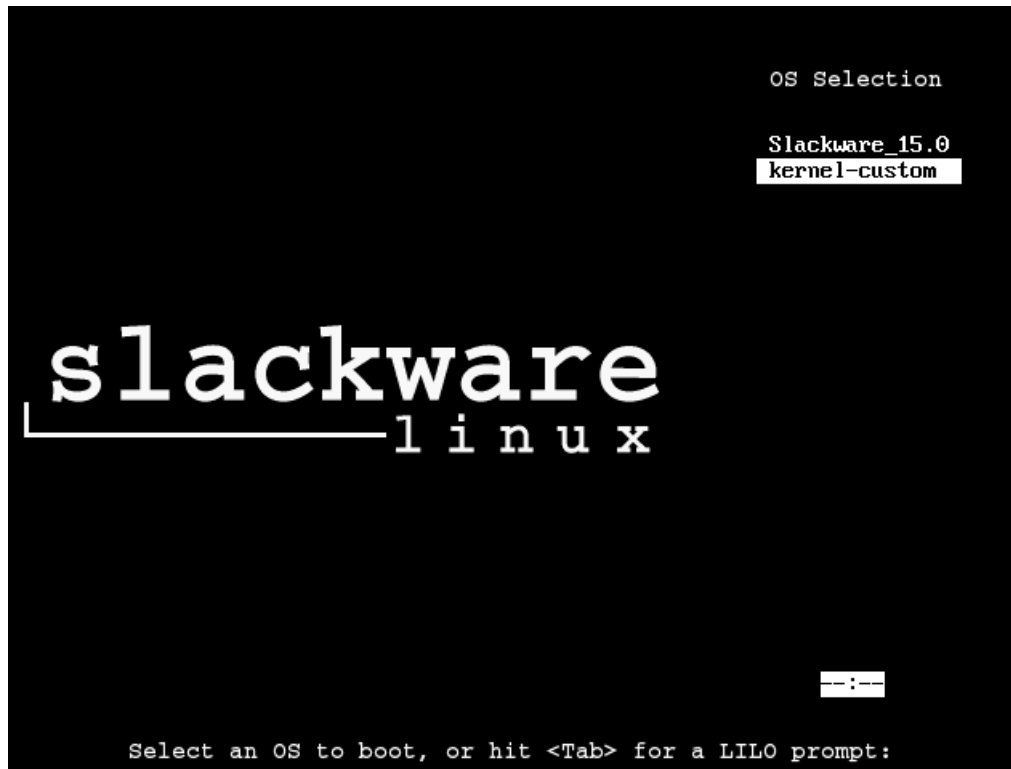 OS Selection
Slackware_15.0
kernel-custom
slackware
linux
--:--
Select an OS to boot, or hit <Tab> for a LILO prompt: